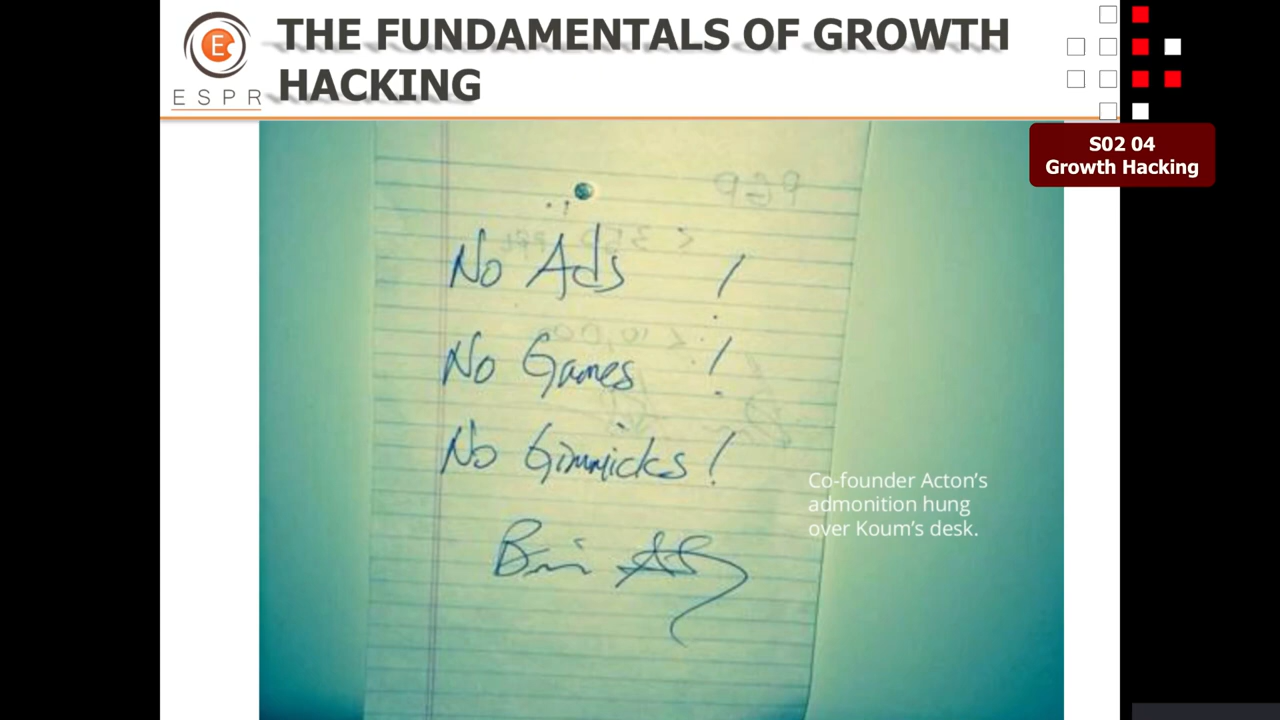 THE FUNDAMENTALS OF GROWTH
HACKING
E
ESPR
S02 04
Growth Hacking
No Ads !
No Games !
No Gimmicks!
Co-founder Acton's
admonition hung
over Koum's desk.